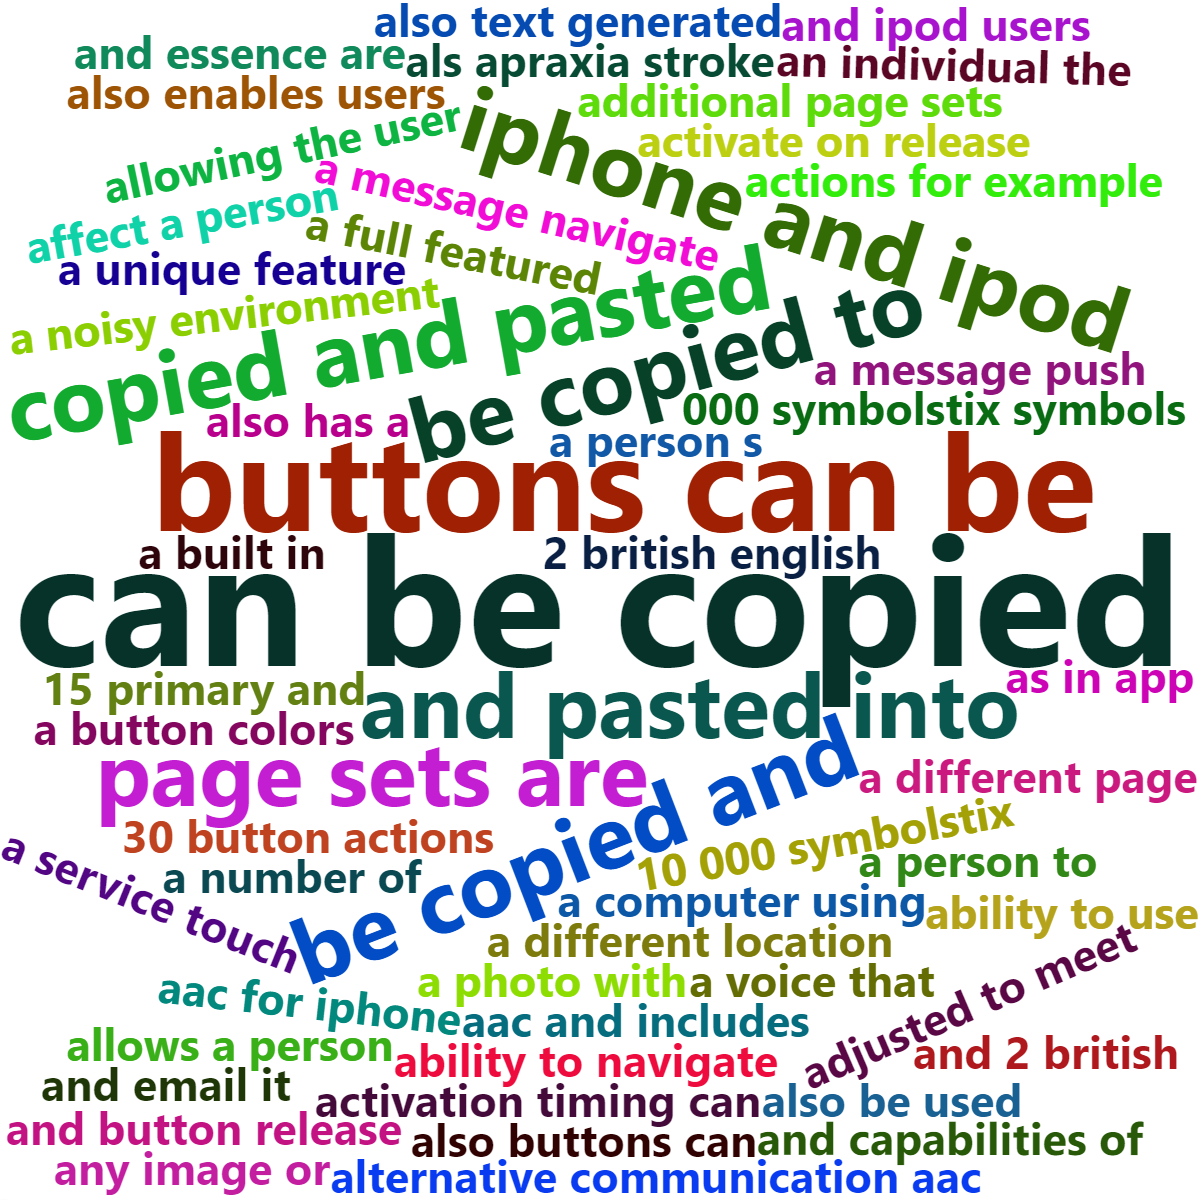 also text generated
and ipod users
and essence are
als apraxia stroke
an individual the
also enables users
additional page sets
iphone and ipod
activate on release
allowing the user
a message navigate
actions for example
affect a person
a full featured
a unique feature
a noisy environment
copied and pasted
be copied to
a message push
also has a
000 symbolstix symbols
a person s
buttons can be
a built in
2 british english
can be copied
15 primary and
as in app
a button colors
and pasted into
page sets are
be copied and
a different page
30 button actions
10 000 symbolstix
a service touch
a number of
a person to
a computer using
ability to use
a different location
adjusted to meet
aac for iphone
a photo with
a voice that
aac and includes
allows a person
ability to navigate
and 2 british
and email it
activation timing can
also be used
and button release
also buttons can
and capabilities of
any image or
alternative communication aac